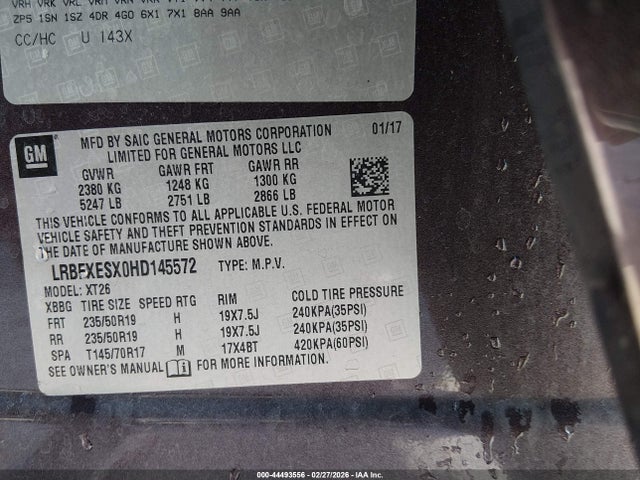 ZP5 1SN 1SZ 4DR 4G0 6X1 7X1 8AA 9AA
CC/HC U 143X
GM
MFD BY SAIC GENERAL MOTORS CORPORATION 01/17
LIMITED FOR GENERAL MOTORS LLC
GVWR GAWR FRT GAWR RR
2380 KG 1248 KG 1300 KG
5247 LB 2751 LB 2866 LB
THIS VEHICLE CONFORMS TO ALL APPLICABLE U.S. FEDERAL MOTOR
VEHICLE SAFETY AND THEFT PREVENTION STANDARDS IN EFFECT ON
THE DATE OF MANUFACTURE SHOWN ABOVE.
LRBFXESX0HD145572 TYPE: M.P.V.
MODEL: XT26
XBBG TIRE SIZE SPEED RTG RIM COLD TIRE PRESSURE
FRT 235/50R19 H 19X7.5J 240KPA(35PSI)
RR 235/50R19 H 19X7.5J 240KPA(35PSI)
SPA T145/70R17 M 17X4BT 420KPA(60PSI)
SEE OWNER'S MANUAL FOR MORE INFORMATION.
000-44493556 | 02/27/2026 | IAA Inc.